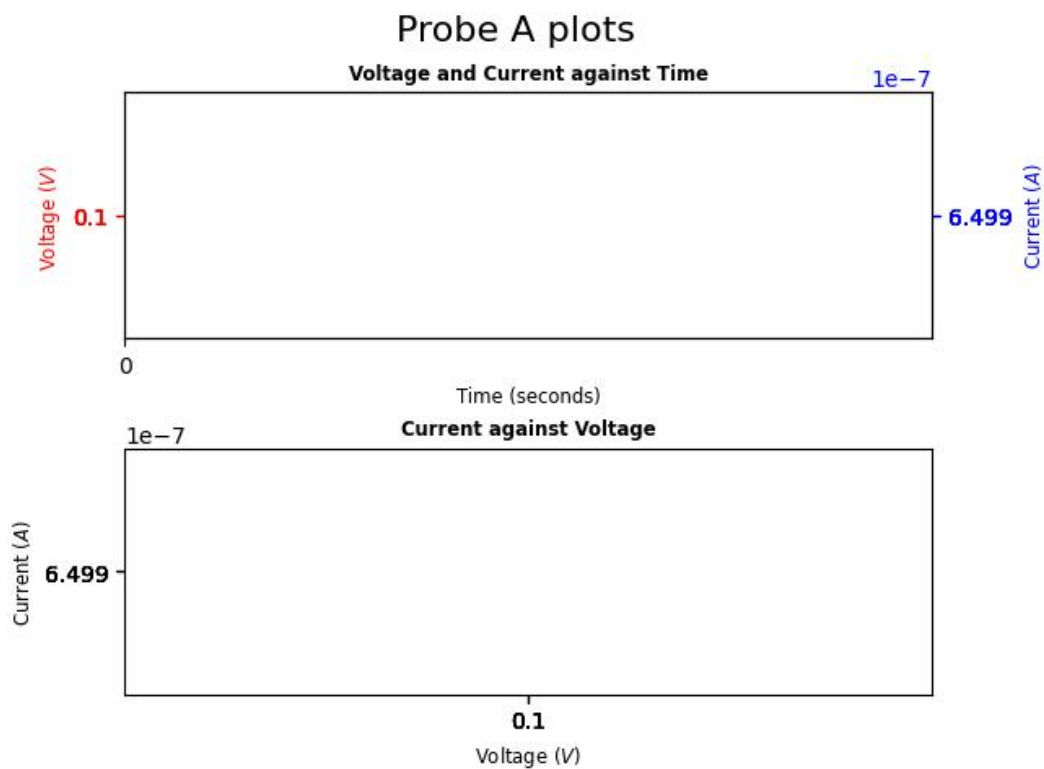 Probe A plots
Voltage and Current against Time
1e−7
Voltage (V)
0.1
6.499
Current (A)
0
Time (seconds)
Current against Voltage
1e−7
Current (A)
6.499
0.1
Voltage (V)